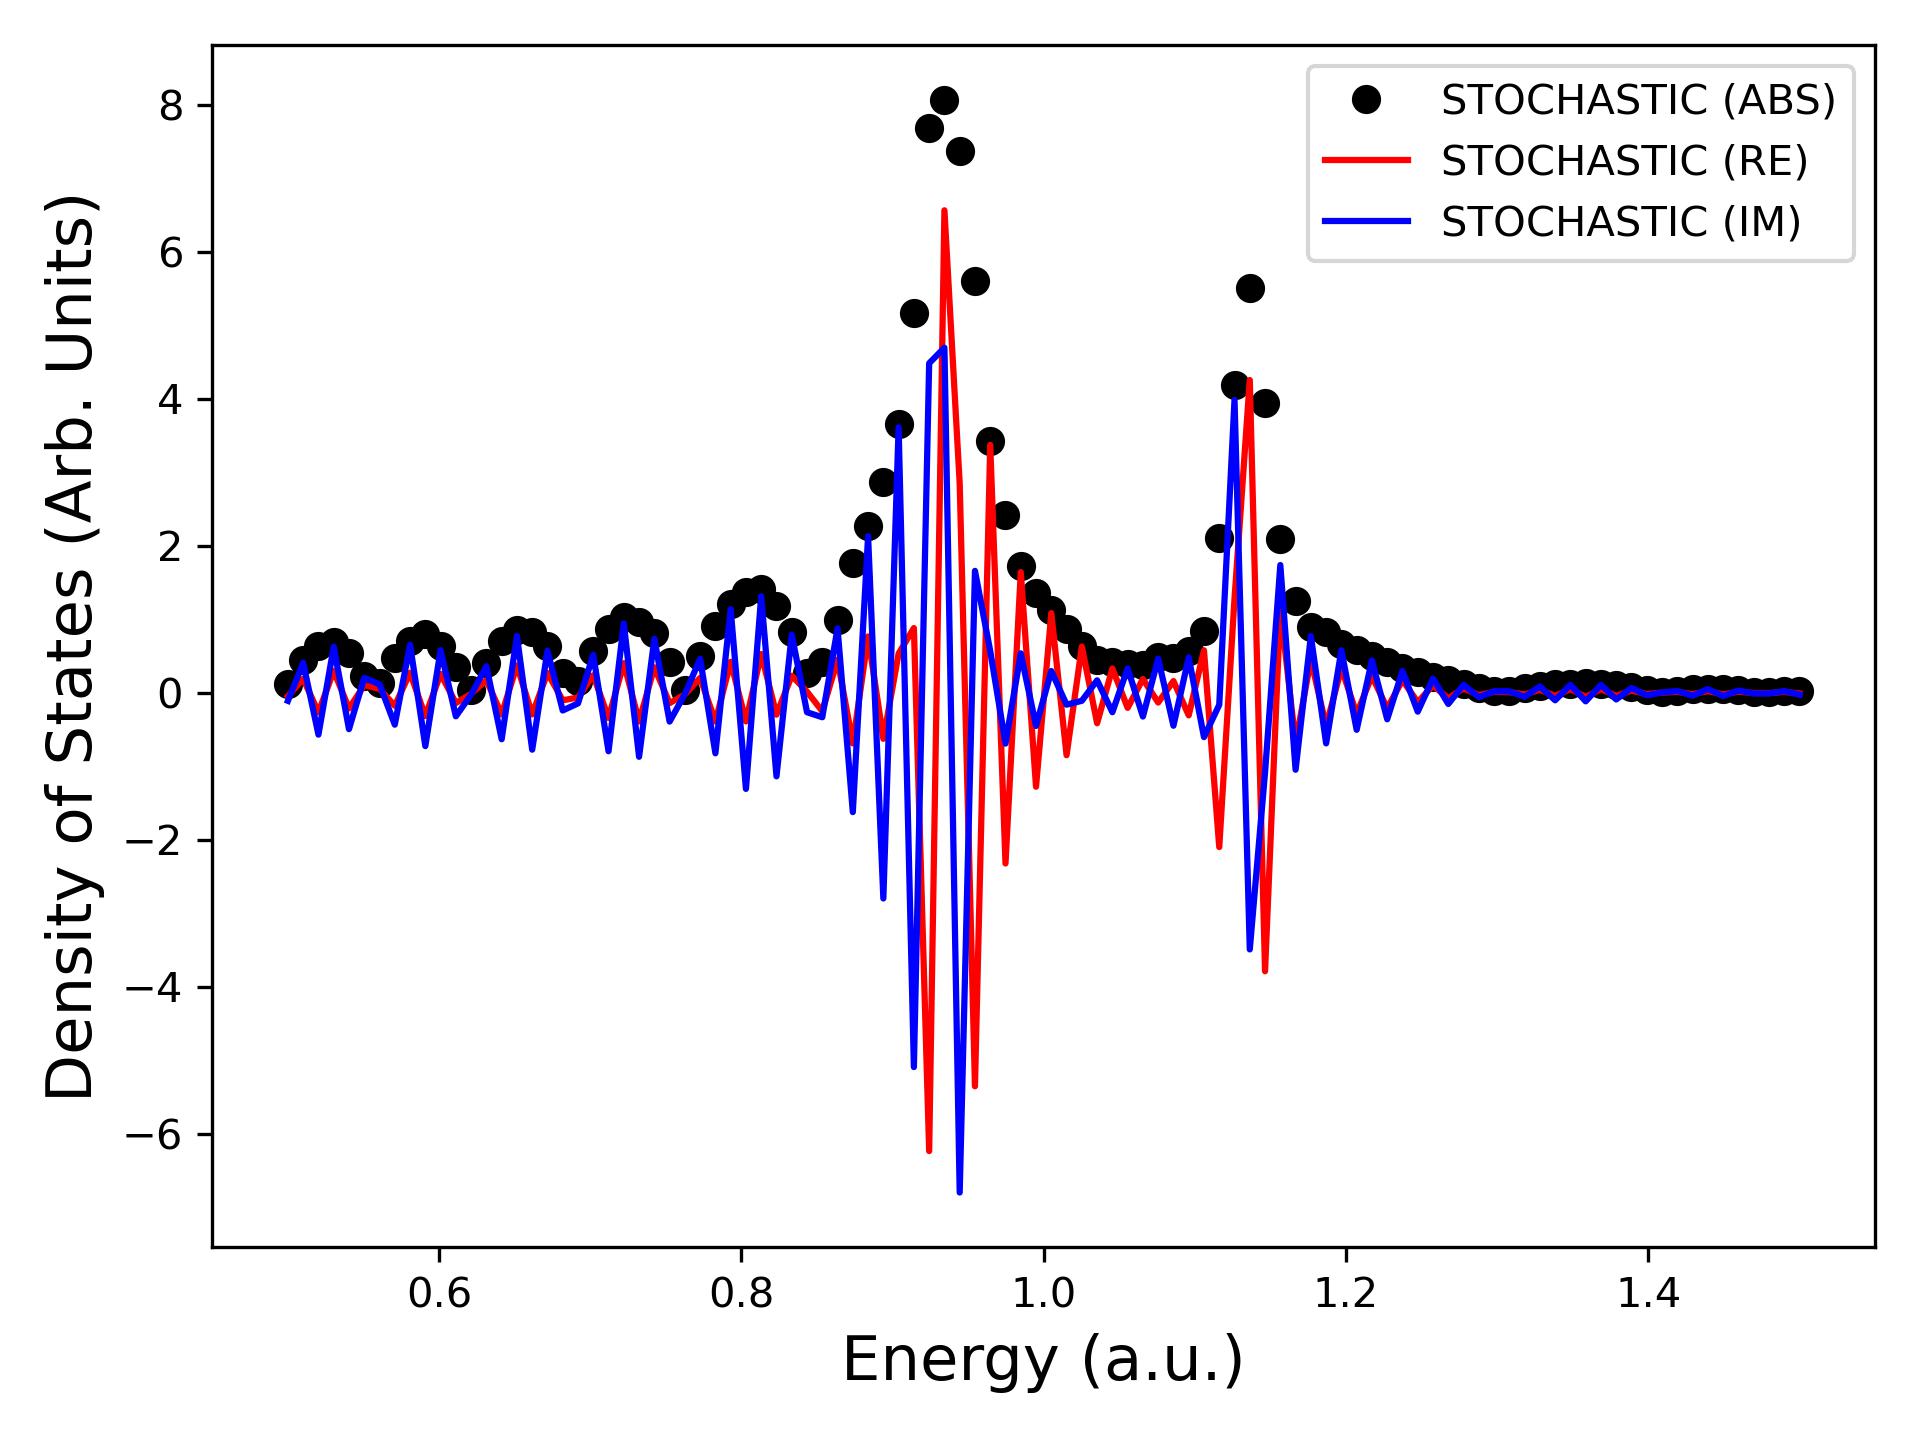 8
6
4
2
0
−2
−4
−6
0.6 0.8 1.0 1.2 1.4
Density of States (Arb. Units)
Energy (a.u.)
STOCHASTIC (ABS)
STOCHASTIC (RE)
STOCHASTIC (IM)